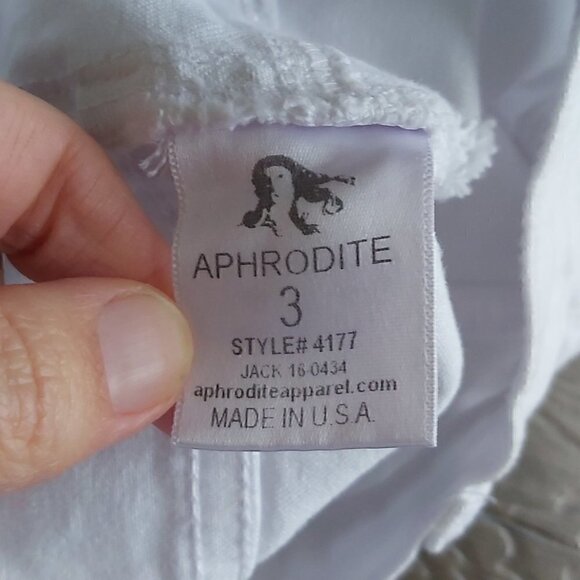 APHRODITE
3
STYLE# 4177
JACK 16-0434
aphroditeapparel.com
MADE IN U.S.A.